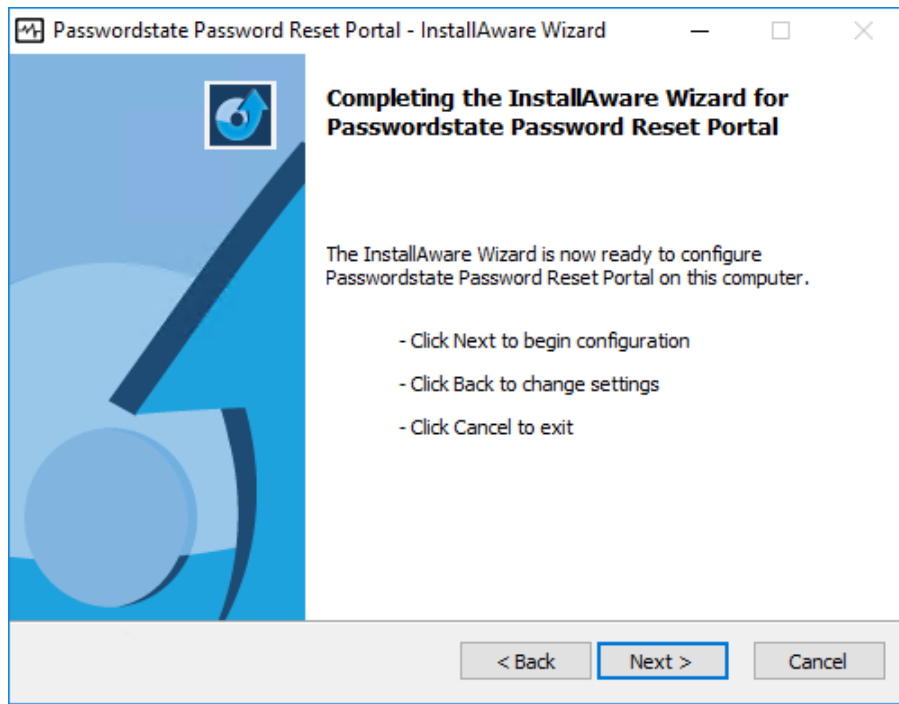 Passwordstate Password Reset Portal - InstallAware Wizard
Completing the InstallAware Wizard for
Passwordstate Password Reset Portal
The InstallAware Wizard is now ready to configure
Passwordstate Password Reset Portal on this computer.
- Click Next to begin configuration
- Click Back to change settings
- Click Cancel to exit
< Back Next > Cancel